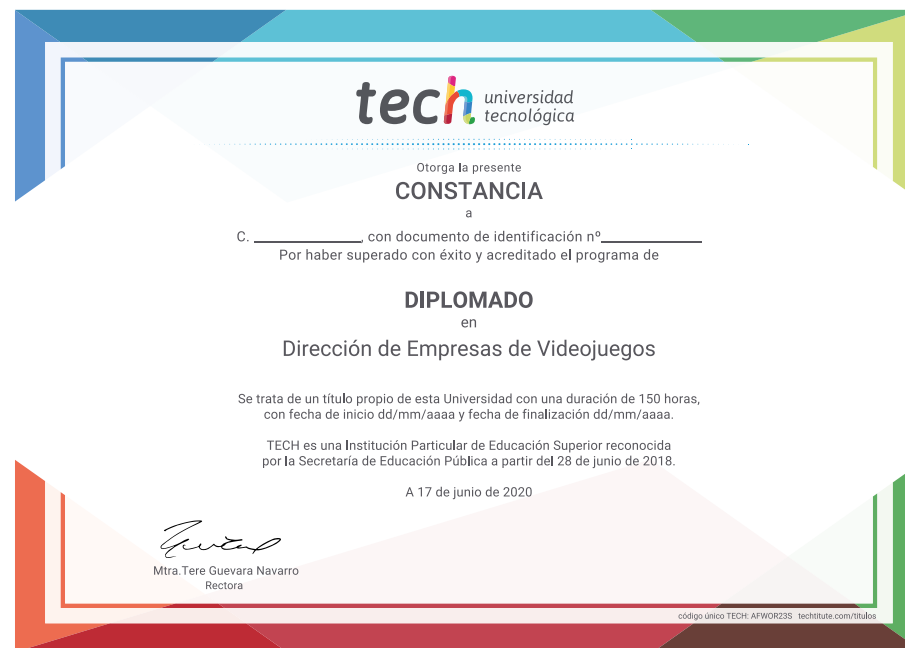 tech universidad
tecnológica
Otorga la presente
CONSTANCIA
a
C. ____________, con documento de identificación nº____________
Por haber superado con éxito y acreditado el programa de
DIPLOMADO
en
Dirección de Empresas de Videojuegos
Se trata de un título propio de esta Universidad con una duración de 150 horas,
con fecha de inicio dd/mm/aaaa y fecha de finalización dd/mm/aaaa.
TECH es una Institución Particular de Educación Superior reconocida
por la Secretaría de Educación Pública a partir del 28 de junio de 2018.
A 17 de junio de 2020
Mtra.Tere Guevara Navarro
Rectora
código único TECH: AFWOR23S techtitute.com/titulos